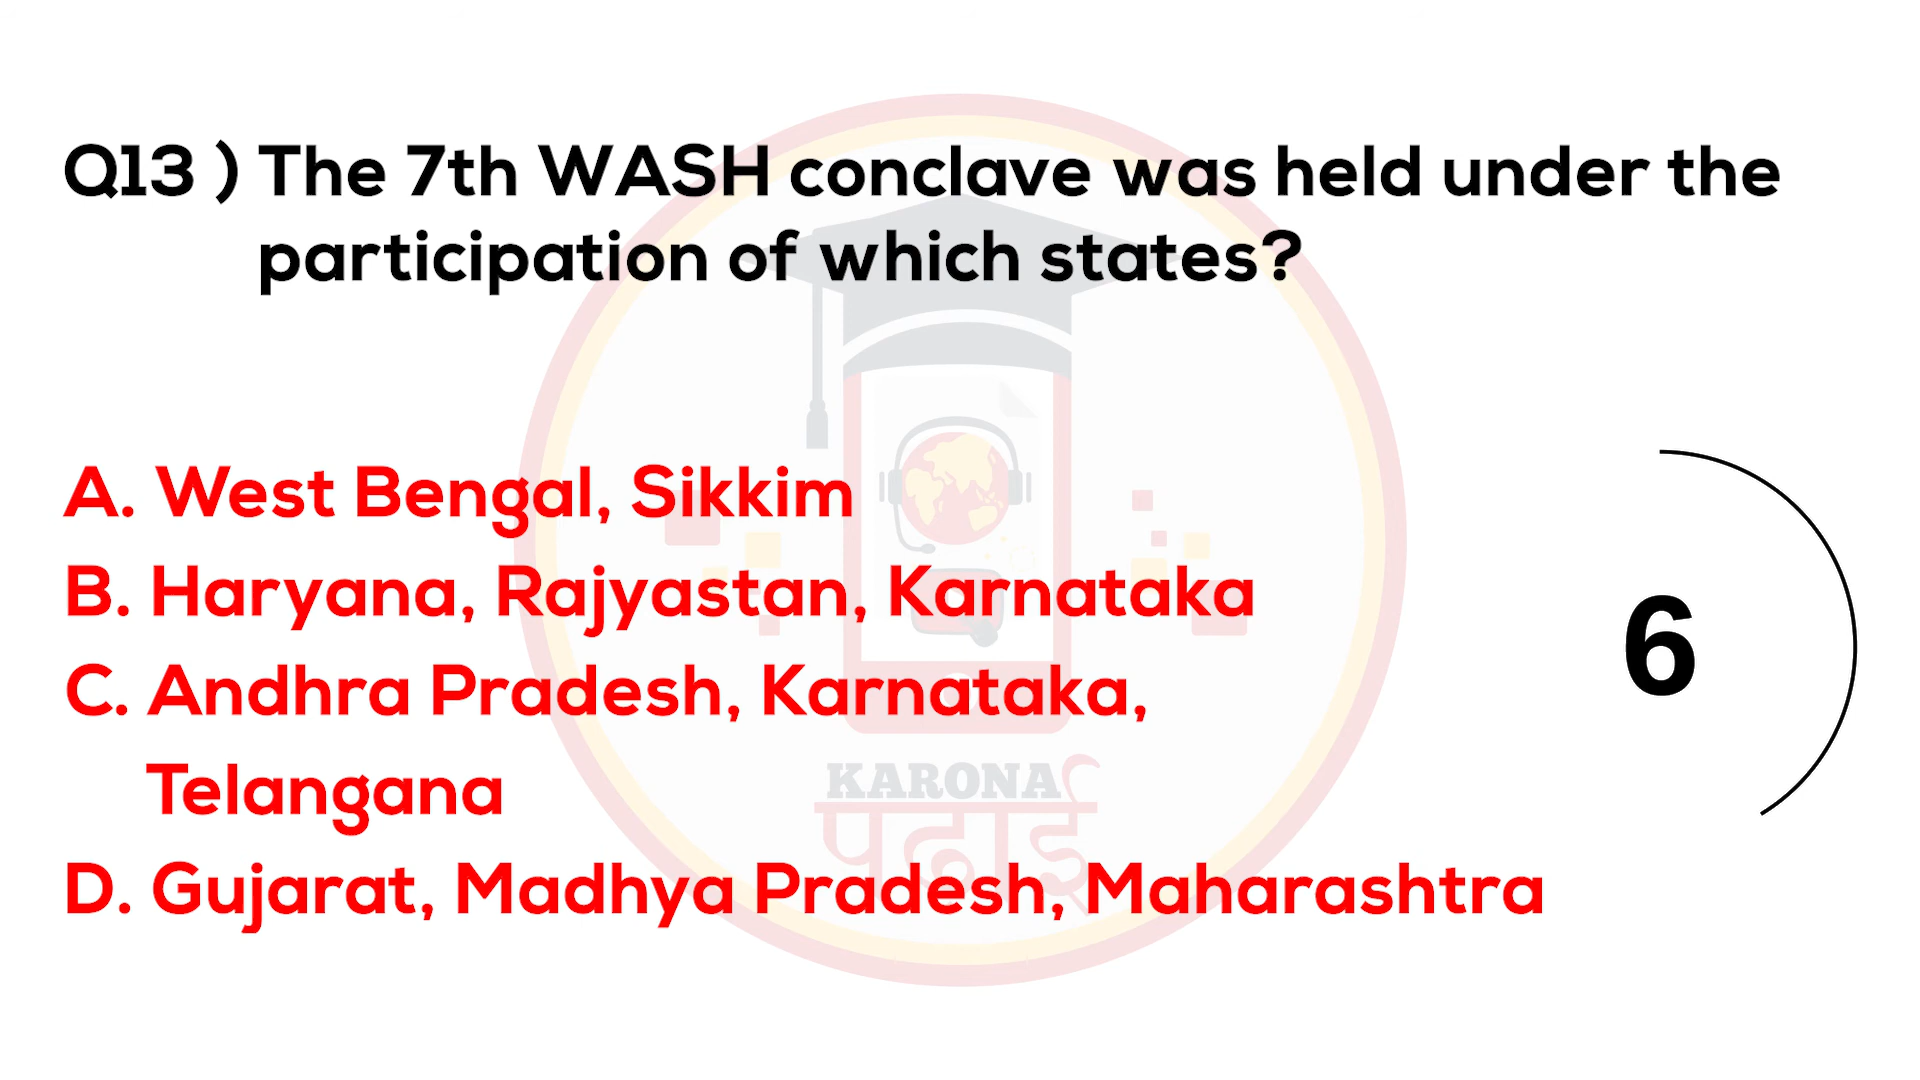 Q13 ) The 7th WASH conclave was held under the
participation of which states?
A. West Bengal, Sikkim
B. Haryana, Rajyastan, Karnataka
C. Andhra Pradesh, Karnataka,
Telangana
D. Gujarat, Madhya Pradesh, Maharashtra
6
KARONA
पढाई